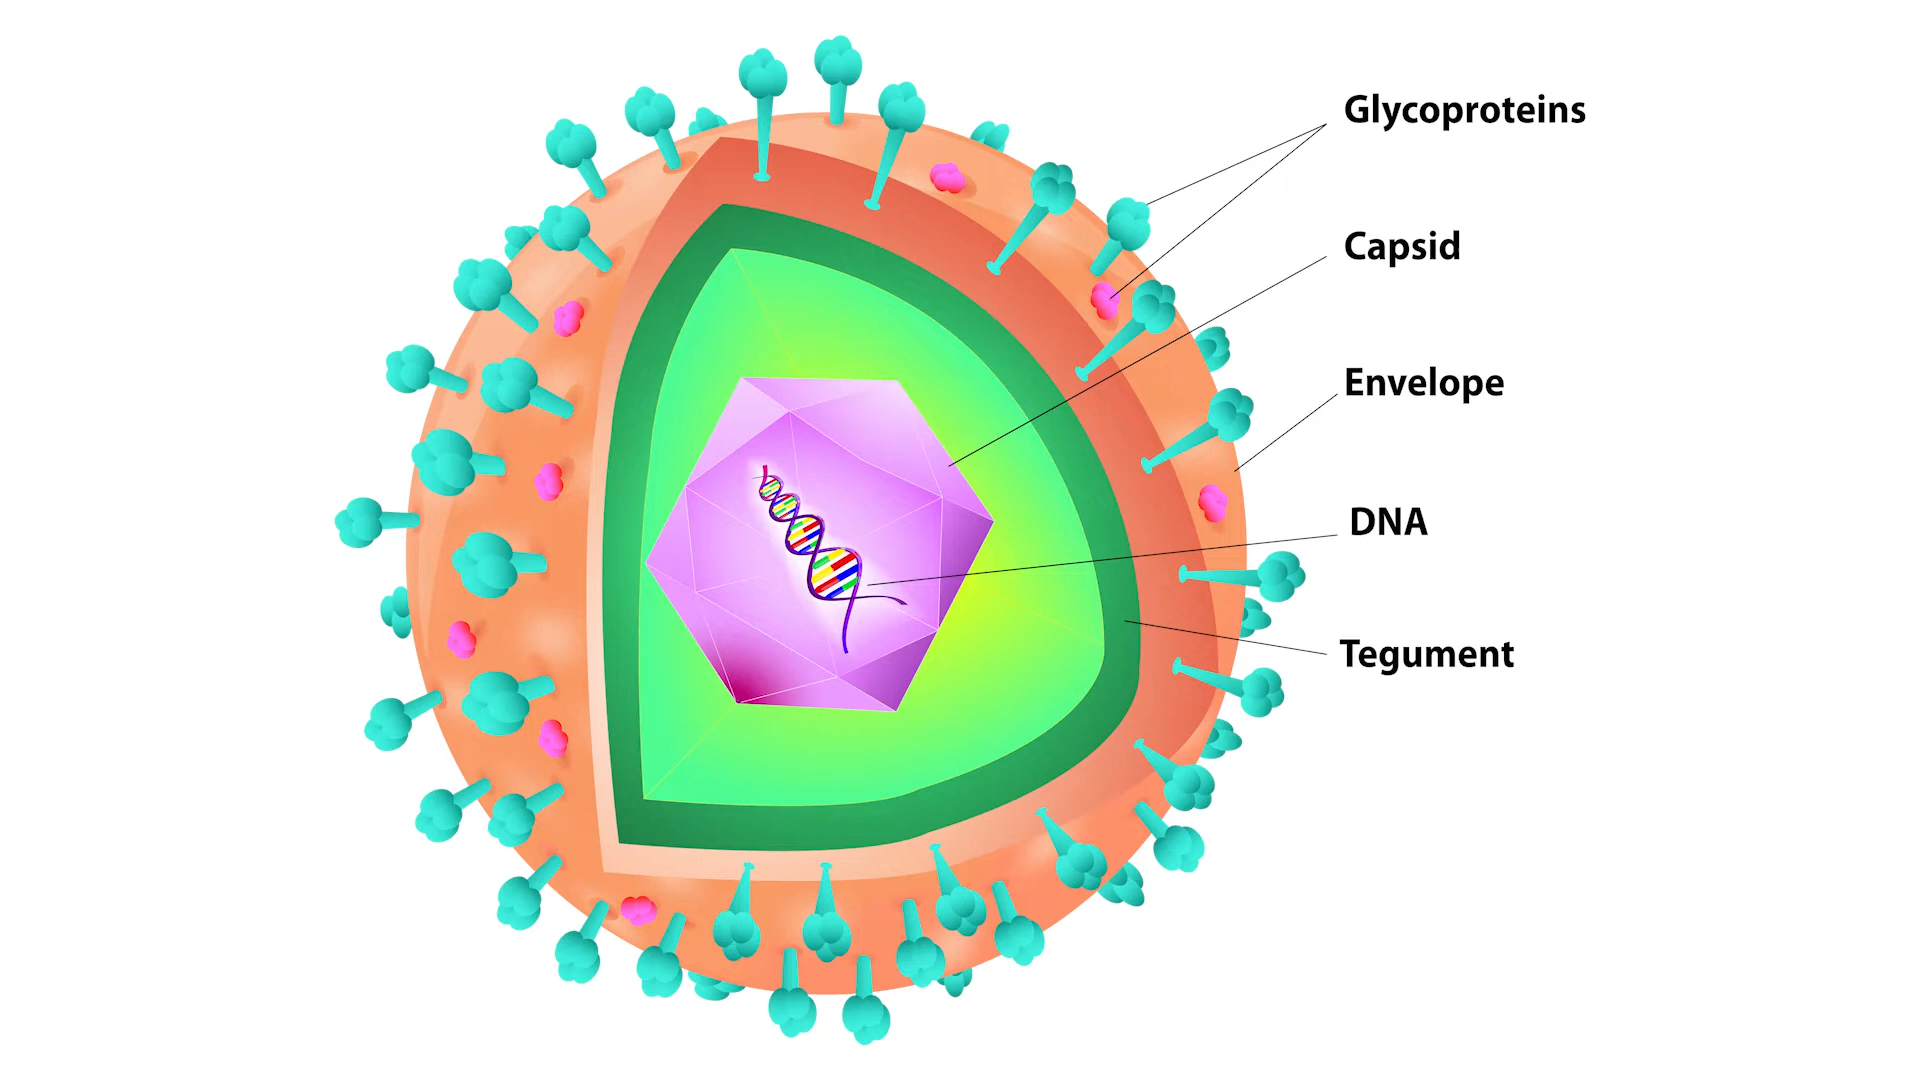 Glycoproteins
Capsid
Envelope
DNA
Tegument